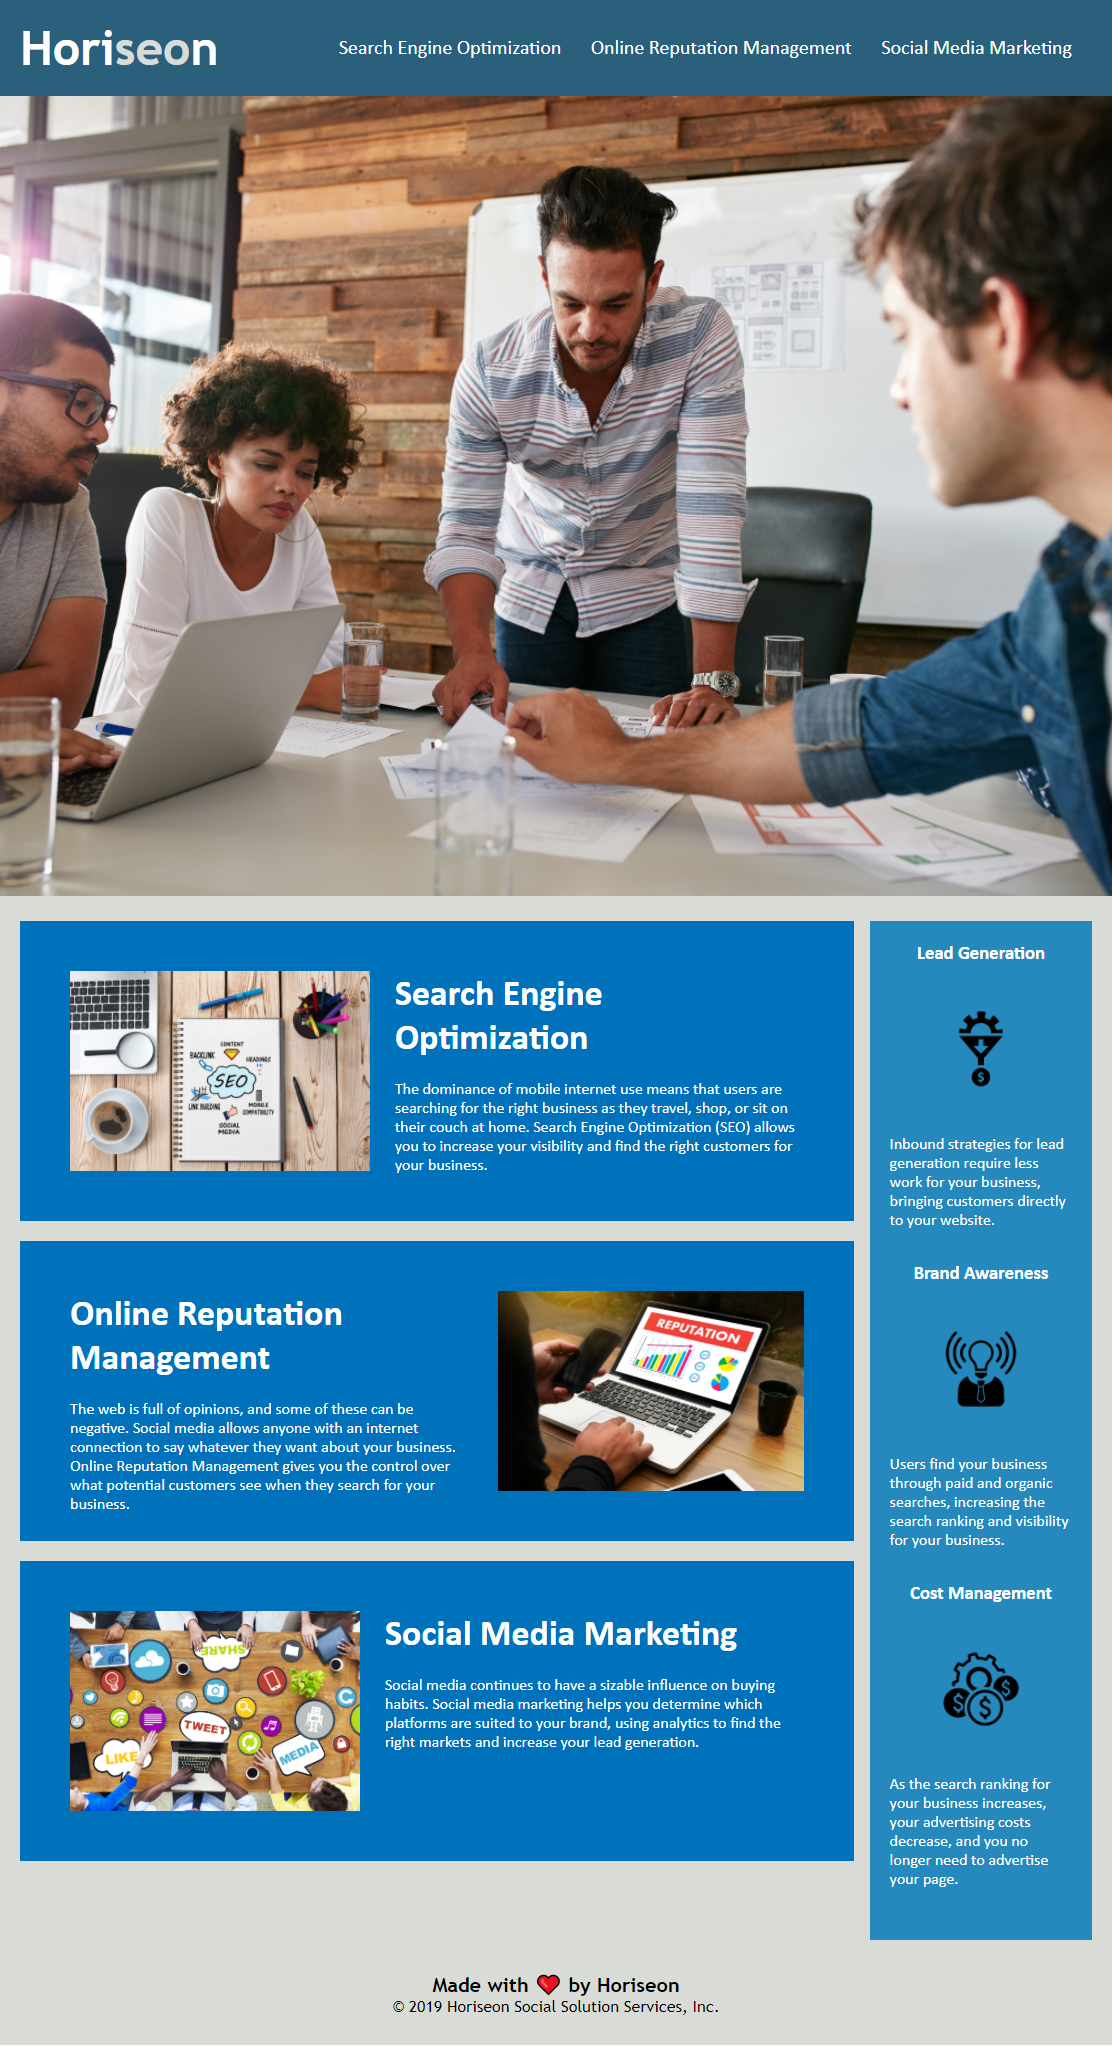 Horiseon
Search Engine Optimization
Online Reputation Management
Social Media Marketing
CONTENT
BACKLINK
HEADINGS
SEO
LINK BUILDING
MOBILE
COMPATIBILITY
SOCIAL
MEDIA
Search Engine
Optimization
The dominance of mobile internet use means that users are
searching for the right business as they travel, shop, or sit on
their couch at home. Search Engine Optimization (SEO) allows
you to increase your visibility and find the right customers for
your business.
Online Reputation
Management
The web is full of opinions, and some of these can be
negative. Social media allows anyone with an internet
connection to say whatever they want about your business.
Online Reputation Management gives you the control over
what potential customers see when they search for your
business.
REPUTATION
SHARE
TWEET
LIKE
MEDIA
Social Media Marketing
Social media continues to have a sizable influence on buying
habits. Social media marketing helps you determine which
platforms are suited to your brand, using analytics to find the
right markets and increase your lead generation.
Lead Generation
$
Inbound strategies for lead
generation require less
work for your business,
bringing customers directly
to your website.
Brand Awareness
Users find your business
through paid and organic
searches, increasing the
search ranking and visibility
for your business.
Cost Management
$ $ $
As the search ranking for
your business increases,
your advertising costs
decrease, and you no
longer need to advertise
your page.
Made with ❤️ by Horiseon
© 2019 Horiseon Social Solution Services, Inc.